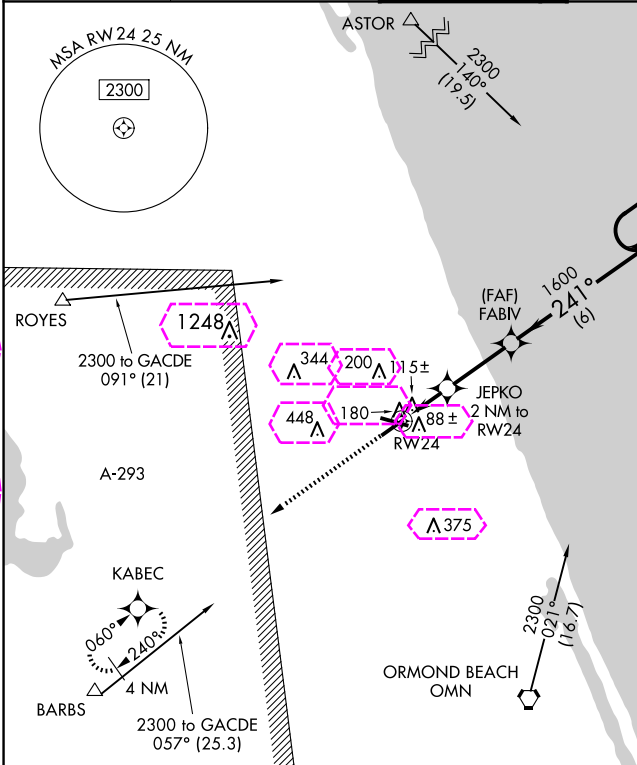 ASTOR
2300
140°
(19.5)
MSA RW 24 25 NM
2300
ROYES
2300 to GACDE
091° (21)
1248
(FAF)
FABIV
1600
241°
(6)
344
200
115±
JEPKO
2 NM to
RW24
448
180
88±
RW24
A-293
375
KABEC
060°
240°
4 NM
BARBS
2300 to GACDE
057° (25.3)
ORMOND BEACH
OMN
2300
021°
(16.7)